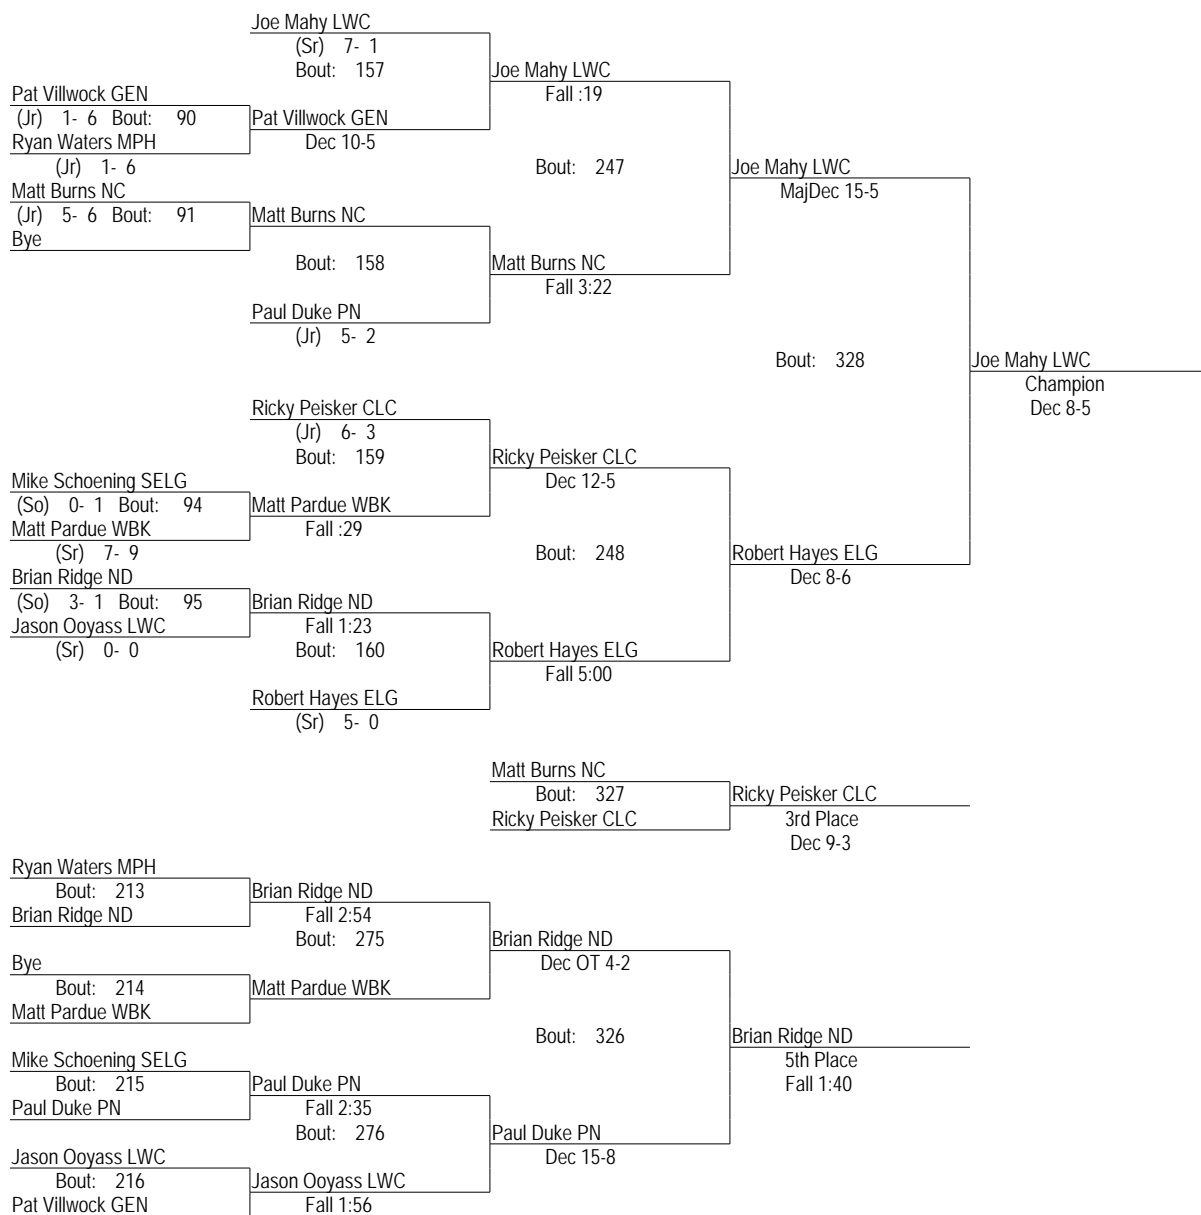 Joe Mahy LWC
(Sr) 7- 1
Bout: 157
Joe Mahy LWC
Pat Villwock GEN
Fall :19
(Jr) 1- 6 Bout: 90
Pat Villwock GEN
Ryan Waters MPH
Dec 10-5
(Jr) 1- 6
Bout: 247
Joe Mahy LWC
Matt Burns NC
MajDec 15-5
(Jr) 5- 6 Bout: 91
Matt Burns NC
Bye
Bout: 158
Matt Burns NC
Fall 3:22
Paul Duke PN
(Jr) 5- 2
Bout: 328
Joe Mahy LWC
Champion
Dec 8-5
Ricky Peisker CLC
(Jr) 6- 3
Bout: 159
Ricky Peisker CLC
Dec 12-5
Mike Schoening SELG
(So) 0- 1 Bout: 94
Matt Pardue WBK
Matt Pardue WBK
Fall :29
(Sr) 7- 9
Bout: 248
Robert Hayes ELG
Dec 8-6
Brian Ridge ND
(So) 3- 1 Bout: 95
Brian Ridge ND
Jason Ooyass LWC
Fall 1:23
(Sr) 0- 0
Bout: 160
Robert Hayes ELG
Fall 5:00
Robert Hayes ELG
(Sr) 5- 0
Matt Burns NC
Bout: 327
Ricky Peisker CLC
Ricky Peisker CLC
3rd Place
Dec 9-3
Ryan Waters MPH
Bout: 213
Brian Ridge ND
Brian Ridge ND
Fall 2:54
Bout: 275
Brian Ridge ND
Dec OT 4-2
Bye
Bout: 214
Matt Pardue WBK
Matt Pardue WBK
Bout: 326
Brian Ridge ND
5th Place
Fall 1:40
Mike Schoening SELG
Bout: 215
Paul Duke PN
Paul Duke PN
Fall 2:35
Bout: 276
Paul Duke PN
Dec 15-8
Jason Ooyass LWC
Bout: 216
Jason Ooyass LWC
Pat Villwock GEN
Fall 1:56